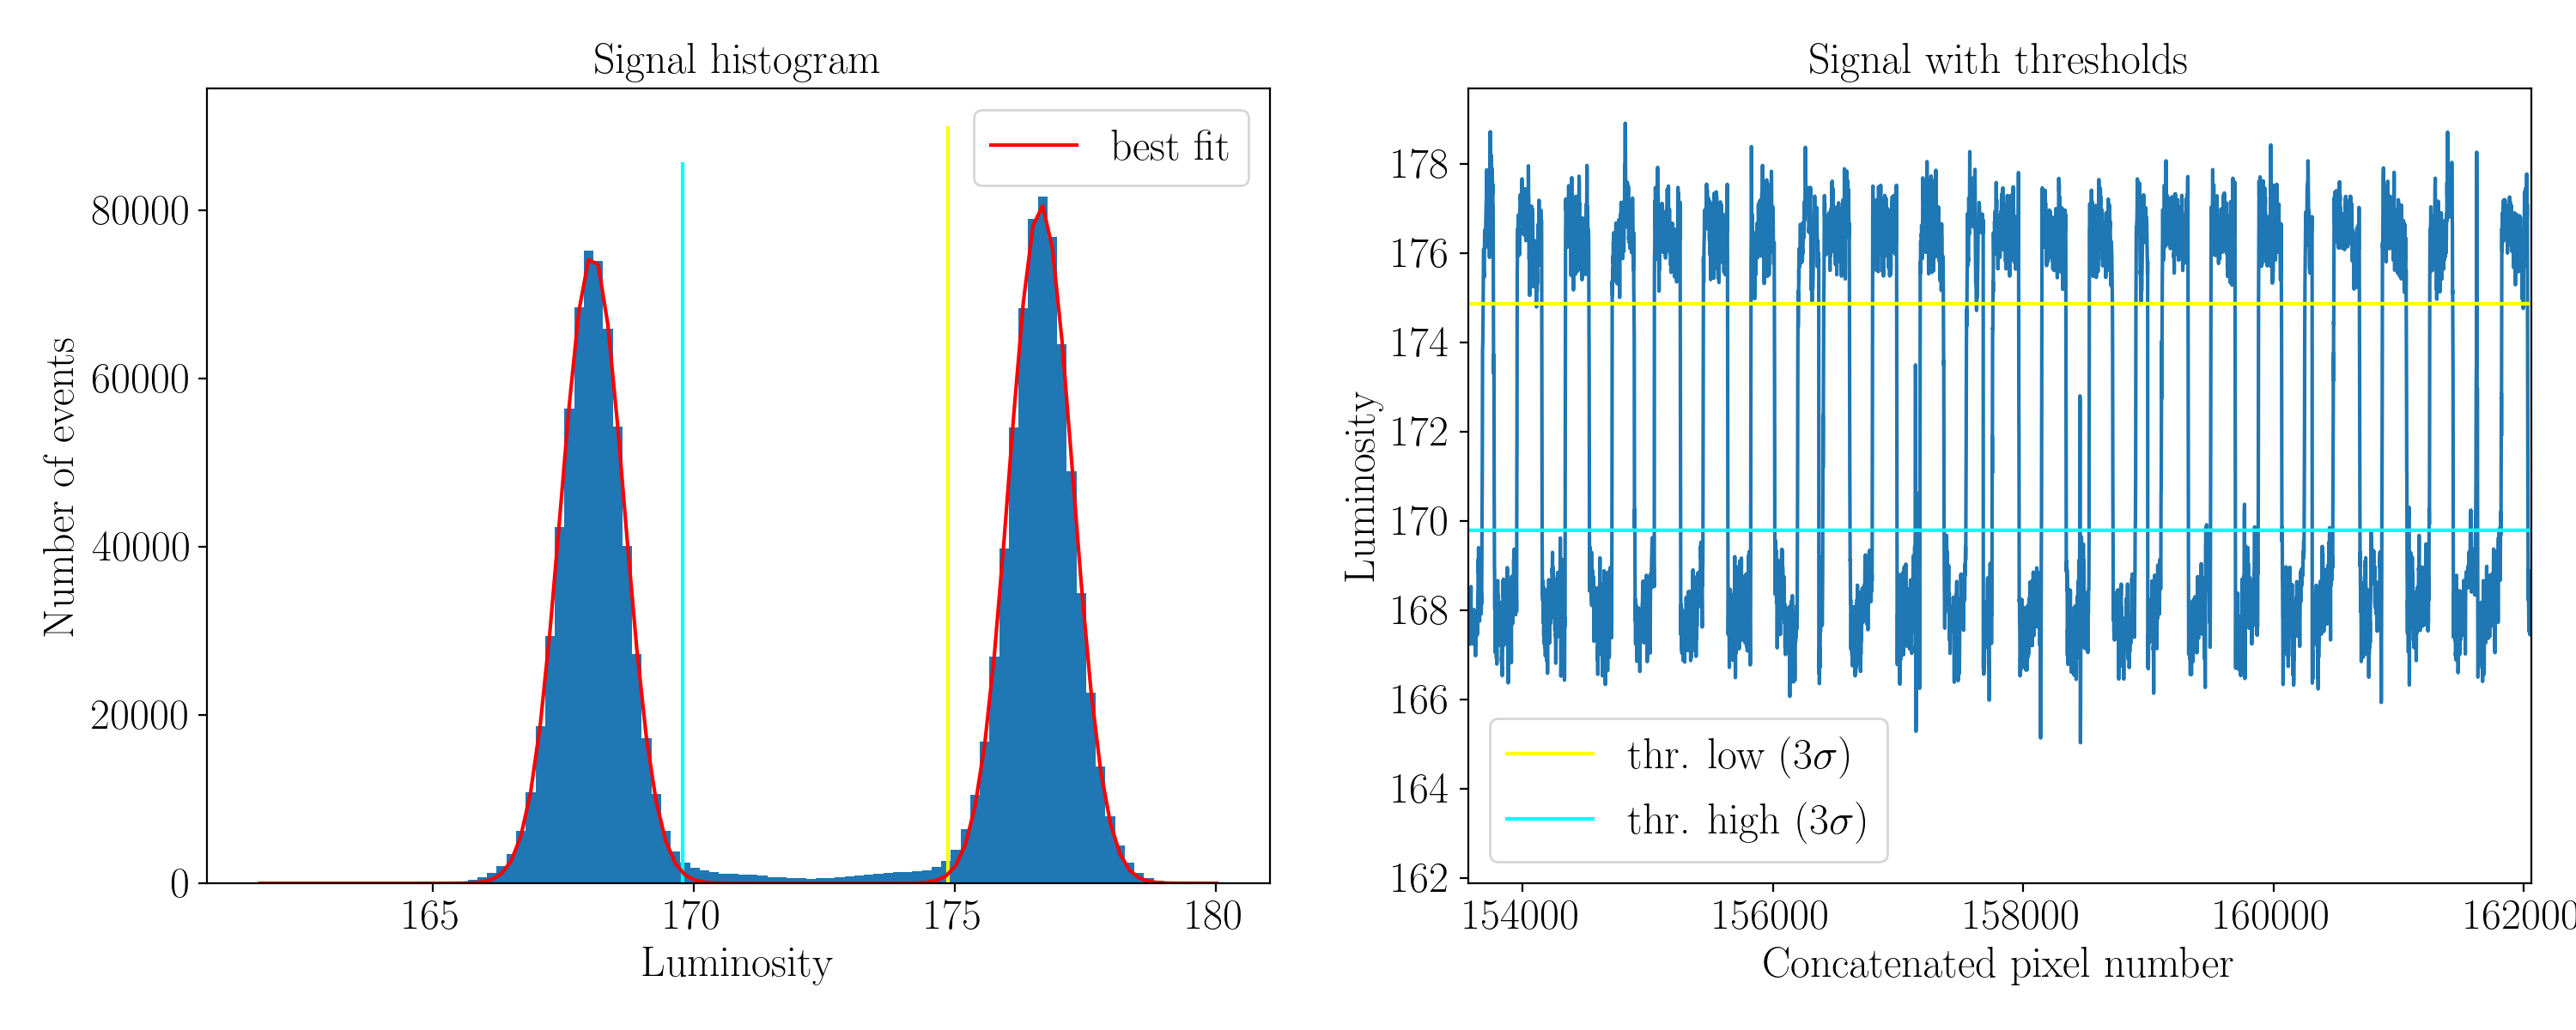 Signal histogram
best fit
80000
60000
40000
20000
0
Number of events
165 170 175 180
Luminosity
Signal with thresholds
178
176
174
172
170
168
166
164
162
Luminosity
thr. low (3σ)
thr. high (3σ)
154000 156000 158000 160000 162000
Concatenated pixel number